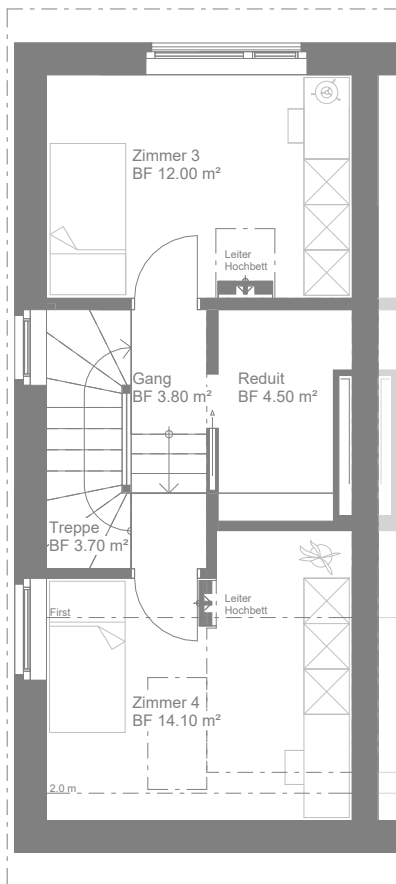 Zimmer 3
BF 12.00 m²
Leiter
Hochbett
Gang
BF 3.80 m²
Reduit
BF 4.50 m²
Treppe
BF 3.70 m²
First
Leiter
Hochbett
Zimmer 4
BF 14.10 m²
2.0 m